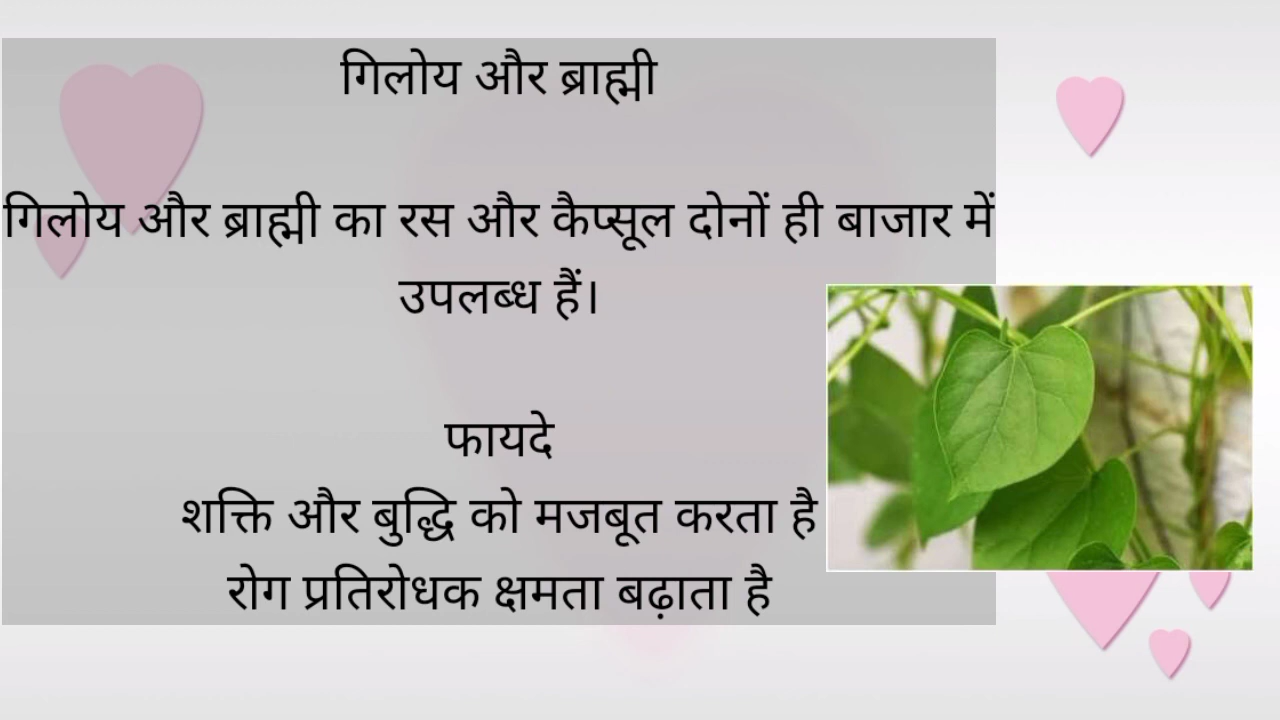 गिलोय और ब्राह्मी
गिलोय और ब्राह्मी का रस और कैप्सूल दोनों ही बाजार में
उपलब्ध हैं।
फायदे
शक्ति और बुद्धि को मजबूत करता है
रोग प्रतिरोधक क्षमता बढ़ाता है